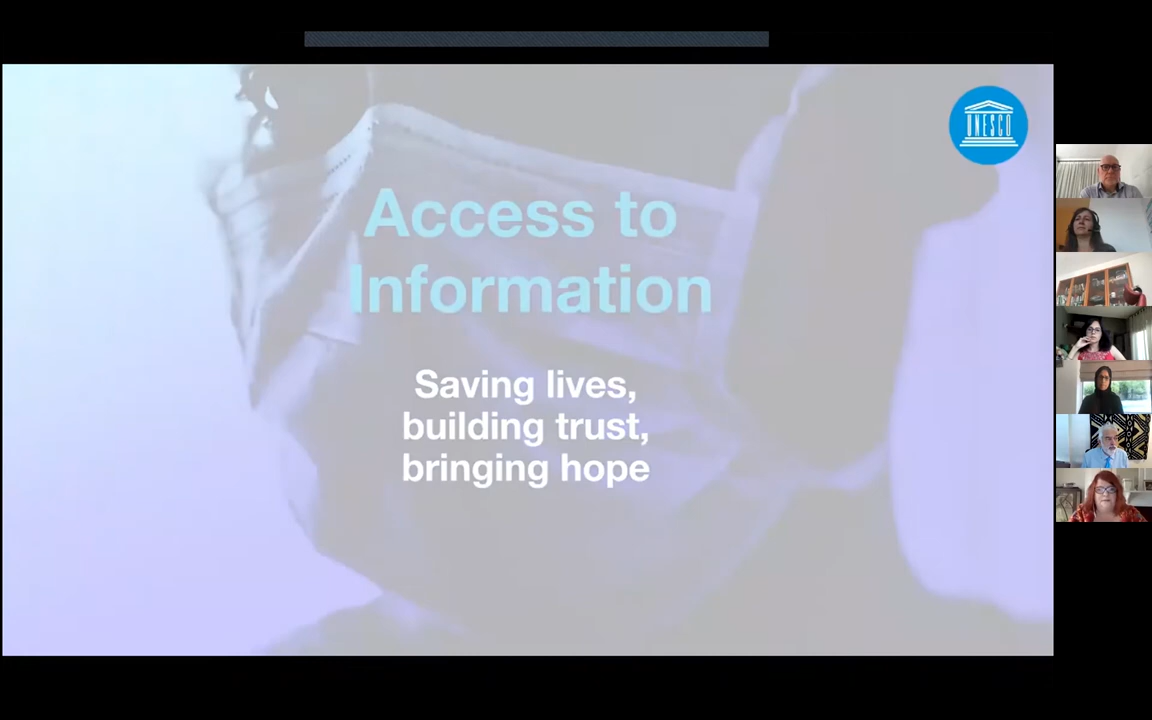 UNESCO
Access to
Information
Saving lives,
building trust,
bringing hope